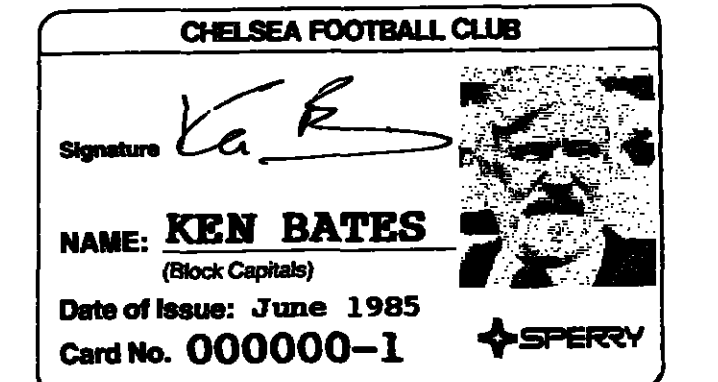 CHELSEA FOOTBALL CLUB
Signature Ken B
NAME: KEN BATES
(Block Capitals)
Date of Issue: June 1985
Card No. 000000-1
SPERRY